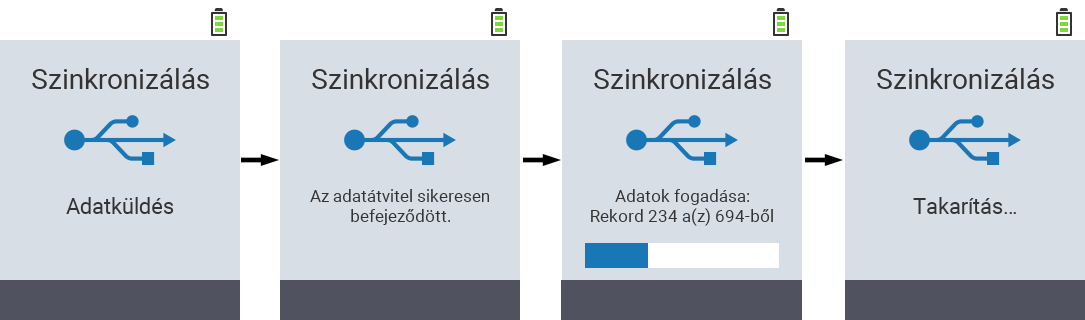 Szinkronizálás
Adatküldés
Szinkronizálás
Az adatátvitel sikeresen
befejeződött.
Szinkronizálás
Adatok fogadása:
Rekord 234 a(z) 694-ből
Szinkronizálás
Takarítás...